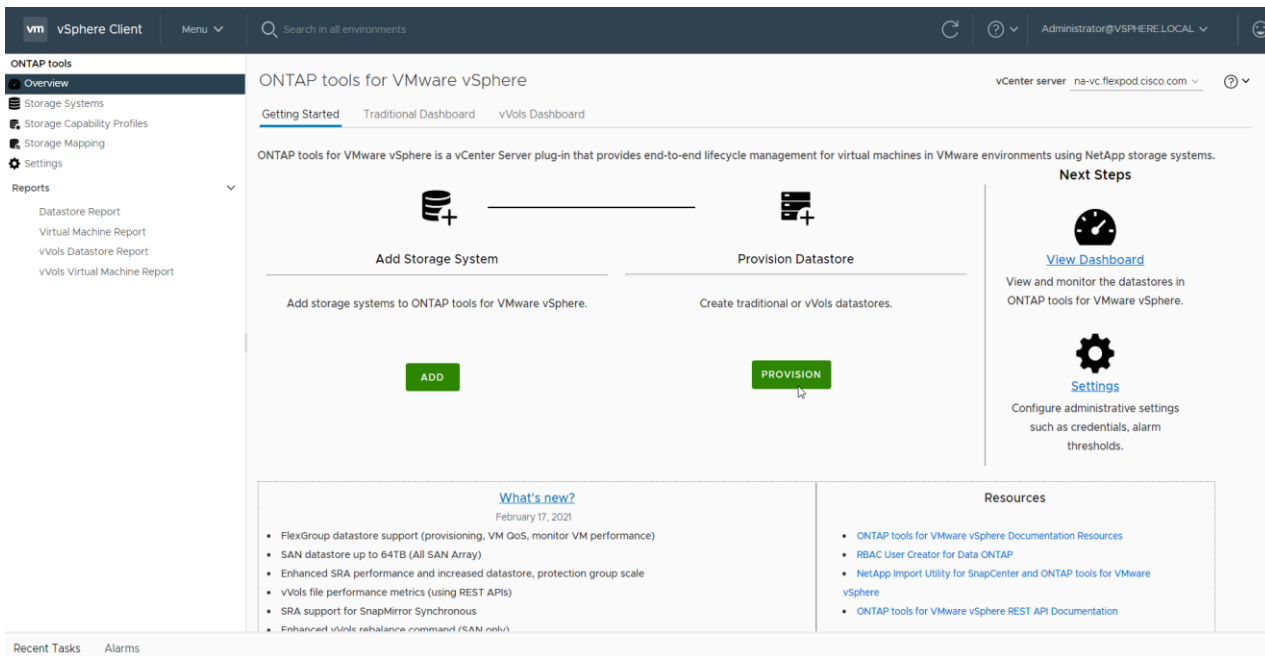 vm vSphere Client Menu Search in all environments Administrator@VSPHERE.LOCAL
ONTAP tools
Overview
Storage Systems
Storage Capability Profiles
Storage Mapping
Settings
Reports
Datastore Report
Virtual Machine Report
vVols Datastore Report
vVols Virtual Machine Report
ONTAP tools for VMware vSphere
vCenter server na-vc.flexpod.cisco.com
Getting Started Traditional Dashboard vVols Dashboard
ONTAP tools for VMware vSphere is a vCenter Server plug-in that provides end-to-end lifecycle management for virtual machines in VMware environments using NetApp storage systems.
Add Storage System
Add storage systems to ONTAP tools for VMware vSphere.
ADD
Provision Datastore
Create traditional or vVols datastores.
PROVISION
Next Steps
View Dashboard
View and monitor the datastores in
ONTAP tools for VMware vSphere.
Settings
Configure administrative settings
such as credentials, alarm
thresholds.
What's new?
February 17, 2021
• FlexGroup datastore support (provisioning, VM QoS, monitor VM performance)
• SAN datastore up to 64TB (All SAN Array)
• Enhanced SRA performance and increased datastore, protection group scale
• vVols file performance metrics (using REST APIs)
• SRA support for SnapMirror Synchronous
• Enhanced vVols rebalance command (SAN only)
Resources
• ONTAP tools for VMware vSphere Documentation Resources
• RBAC User Creator for Data ONTAP
• NetApp Import Utility for SnapCenter and ONTAP tools for VMware
vSphere
• ONTAP tools for VMware vSphere REST API Documentation
Recent Tasks Alarms